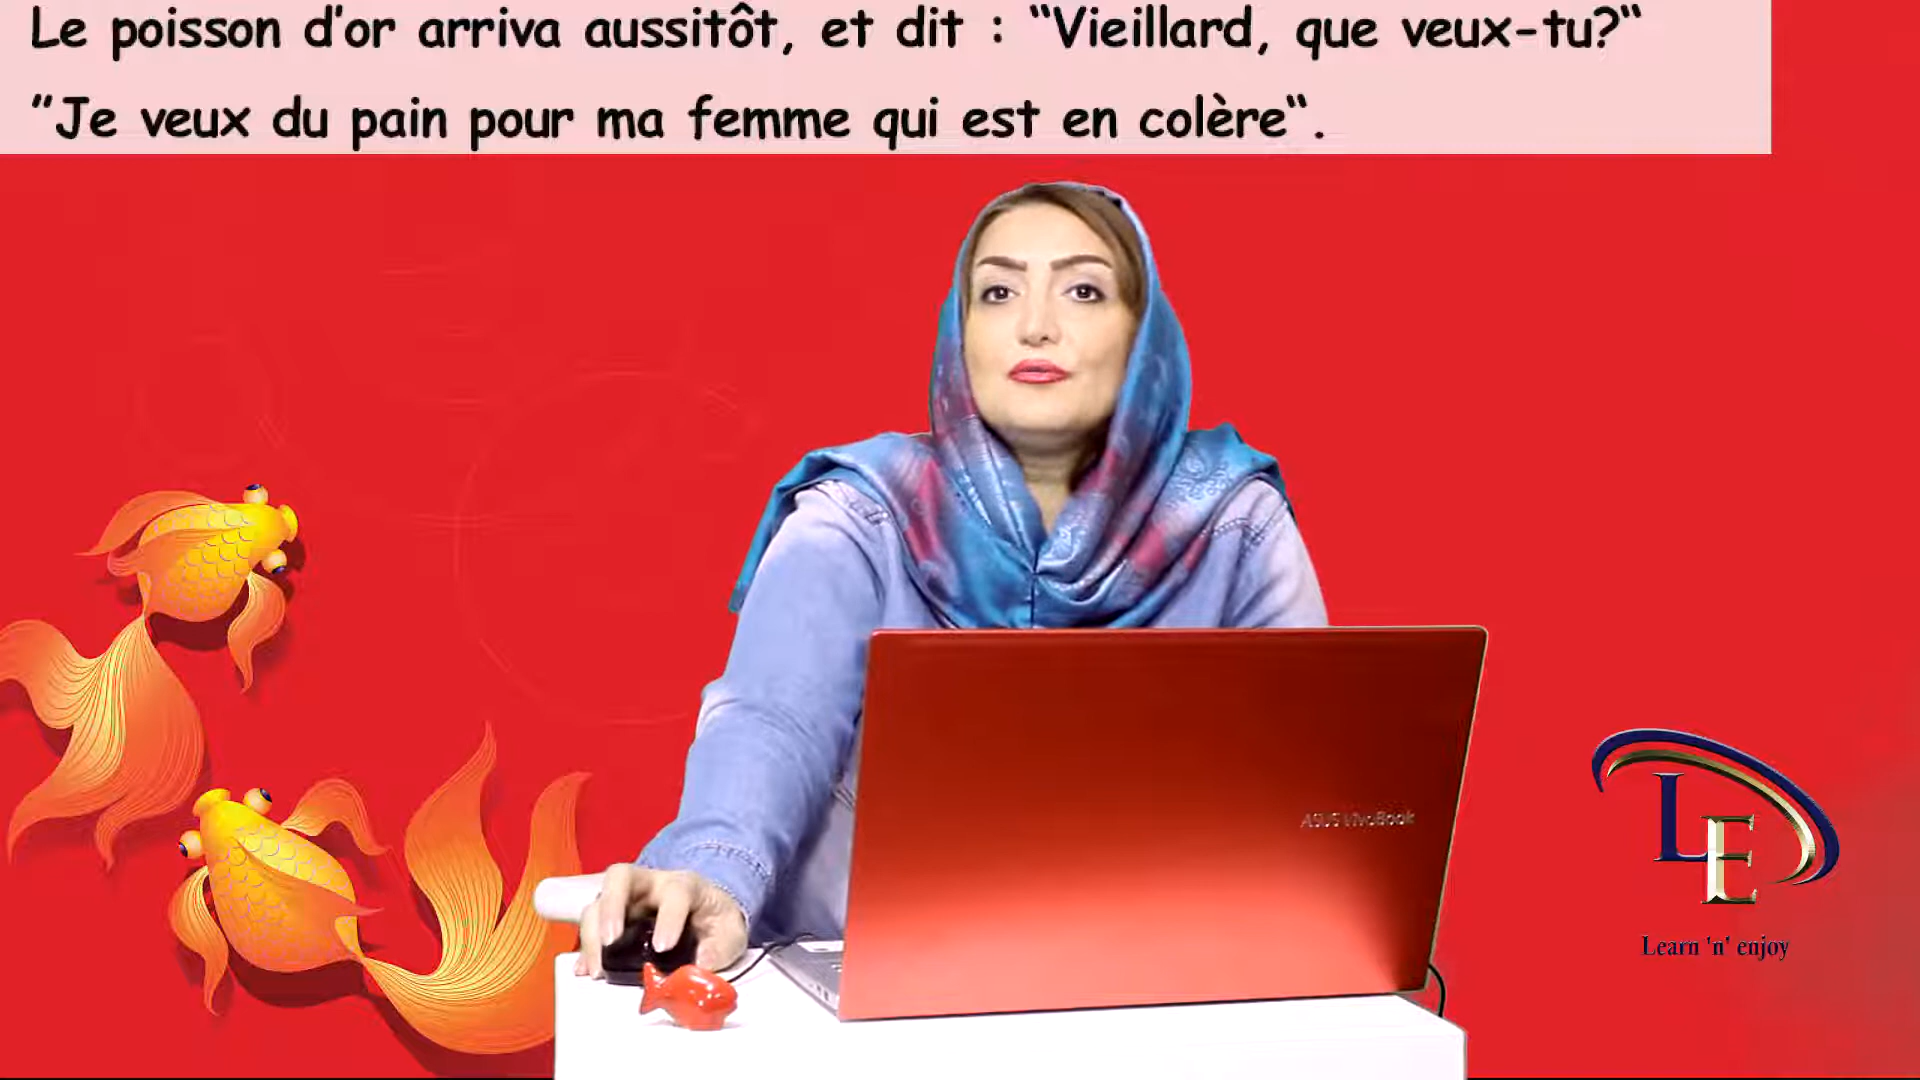 Le poisson d'or arriva aussitôt, et dit : “Vieillard, que veux-tu?“
”Je veux du pain pour ma femme qui est en colère“.
ASUS VivoBook
LE
Learn 'n' enjoy